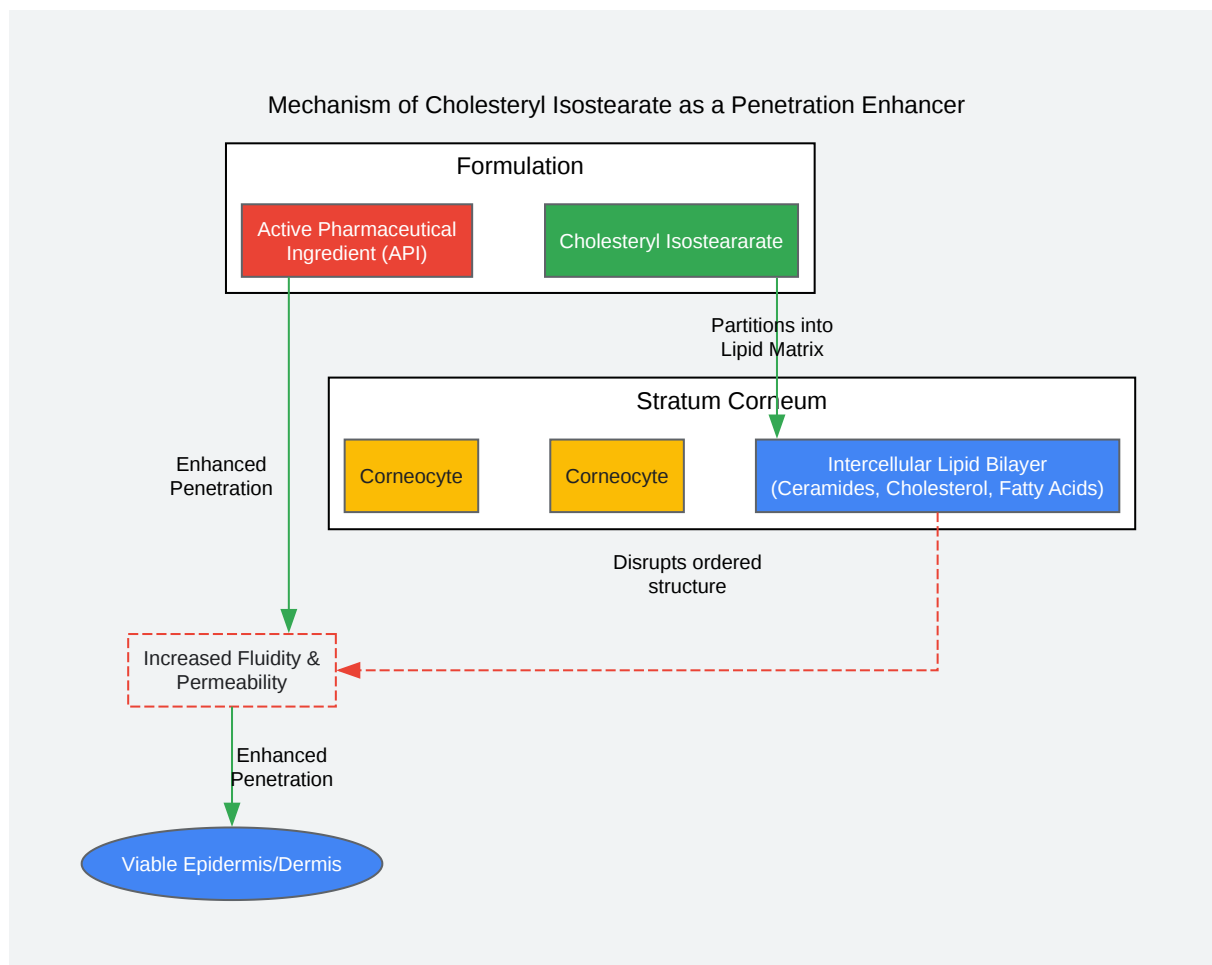 Mechanism of Cholesteryl Isostearate as a Penetration Enhancer
Formulation
Active Pharmaceutical
Ingredient (API)
Cholesteryl Isosteararate
Partitions into
Lipid Matrix
Stratum Corneum
Corneocyte
Corneocyte
Intercellular Lipid Bilayer
(Ceramides, Cholesterol, Fatty Acids)
Enhanced
Penetration
Disrupts ordered
structure
Increased Fluidity &
Permeability
Enhanced
Penetration
Viable Epidermis/Dermis